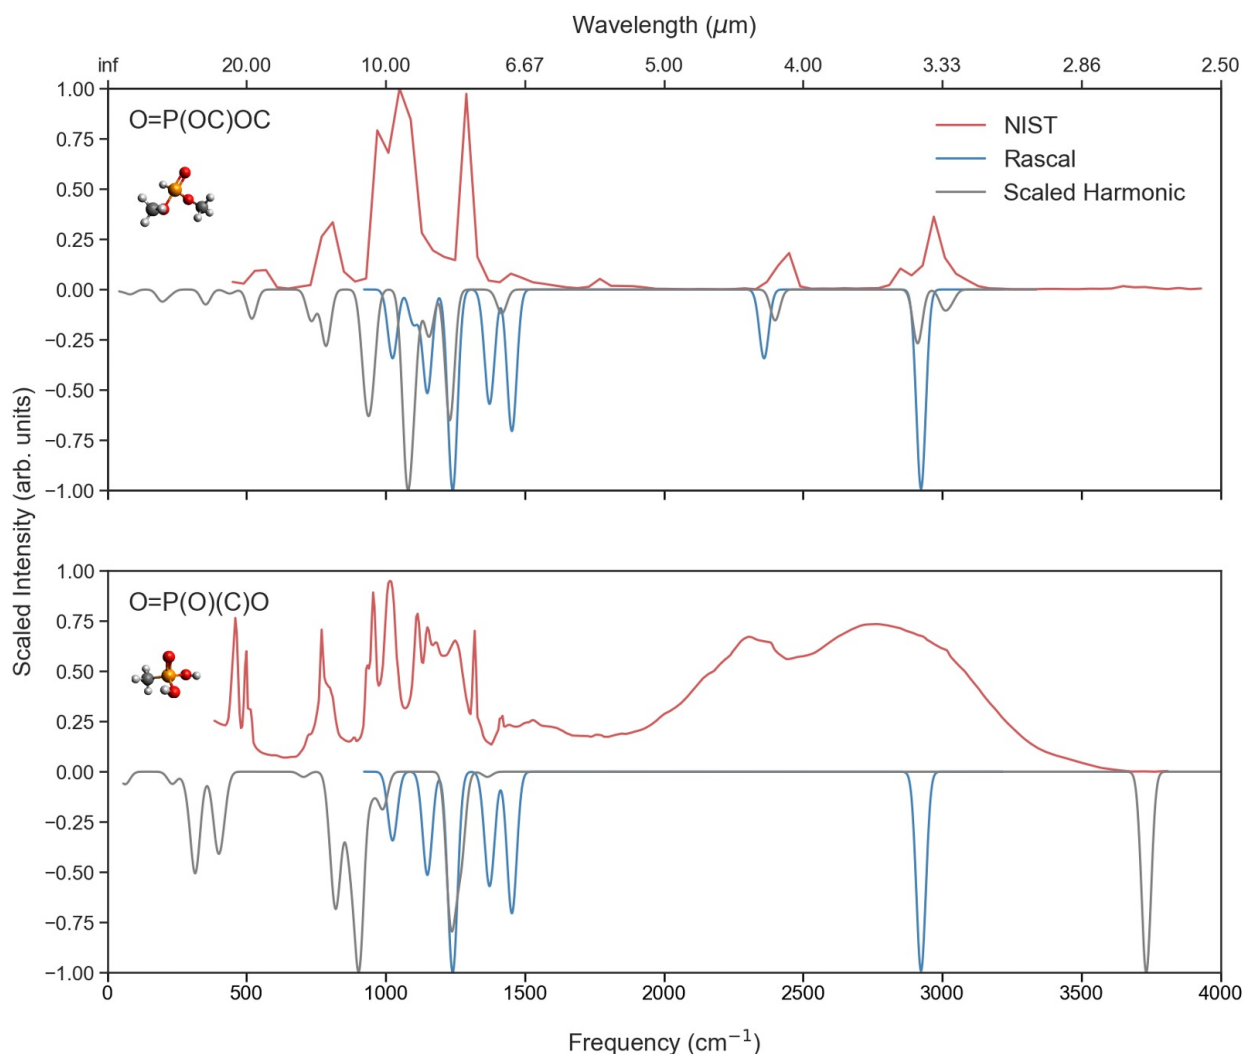 Wavelength (μm)
inf 20.00 10.00 6.67 5.00 4.00 3.33 2.86 2.50
O=P(OC)OC
NIST
Rascal
Scaled Harmonic
1.00
0.75
0.50
0.25
0.00
−0.25
−0.50
−0.75
−1.00
Scaled Intensity (arb. units)
O=P(O)(C)O
1.00
0.75
0.50
0.25
0.00
−0.25
−0.50
−0.75
−1.00
0 500 1000 1500 2000 2500 3000 3500 4000
Frequency (cm⁻¹)